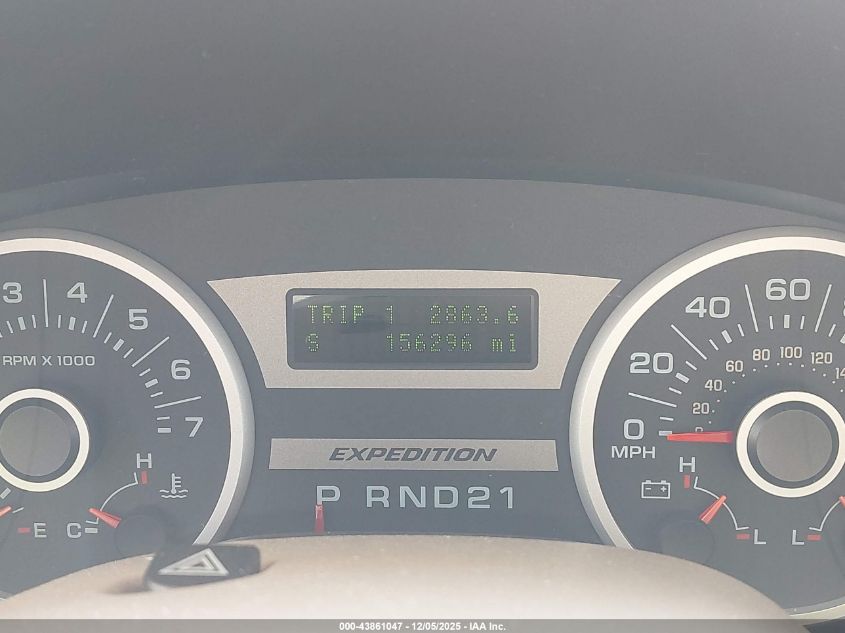 TRIP 1 2863.6
S 156296 mi
3 4 5 6 7
RPM X 1000
H
E C
EXPEDITION
P RND21
0 20 40 60
0 20 40 60 80 100 120
MPH
H
L L
000-43861047 - 12/05/2025 - IAA Inc.